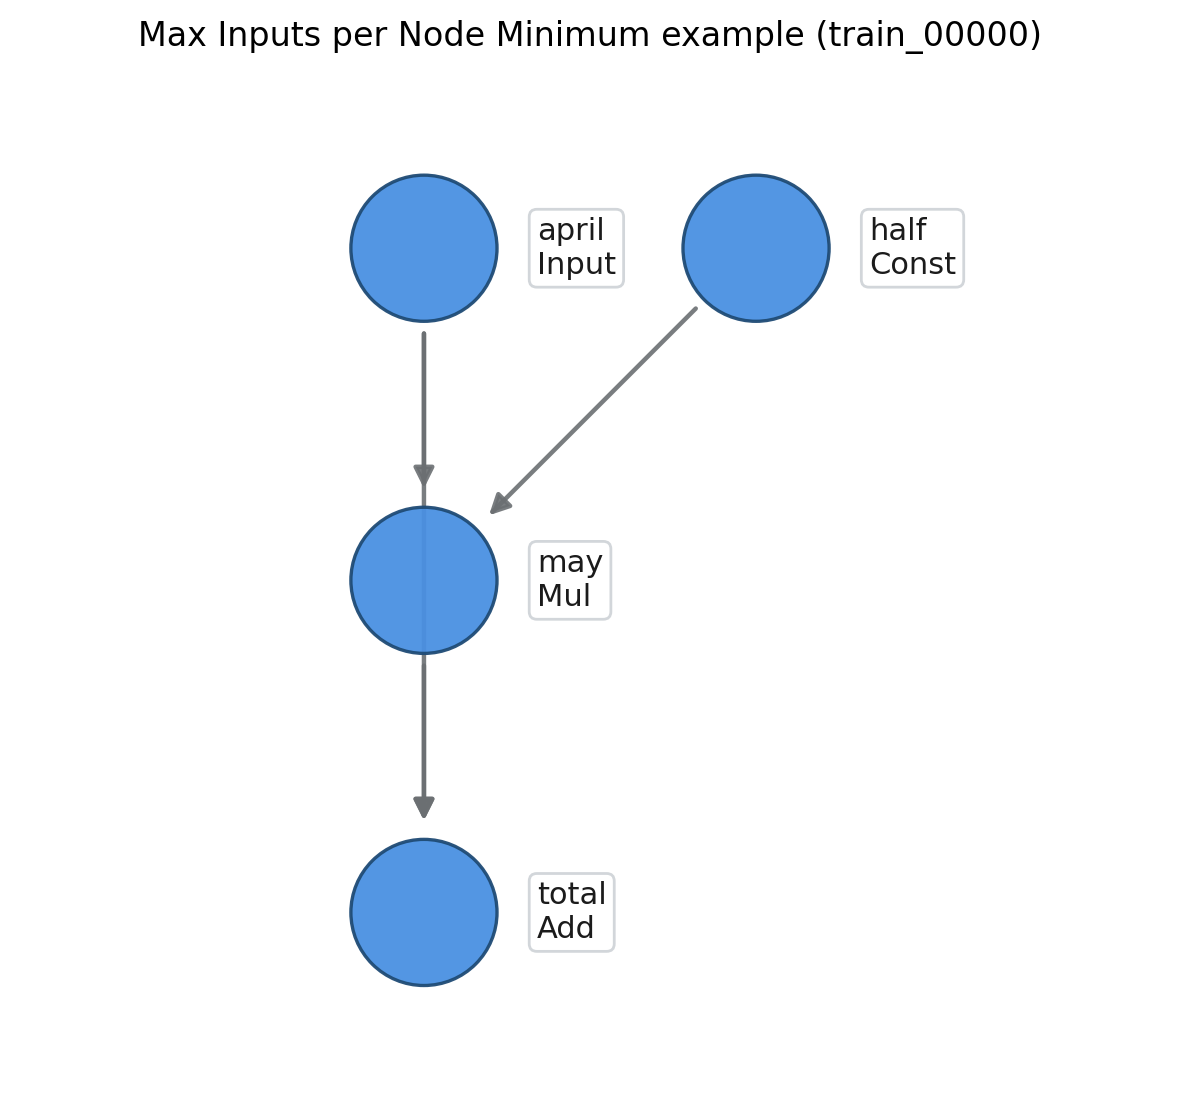 Max Inputs per Node Minimum example (train_00000)
april
Input
half
Const
may
Mul
total
Add